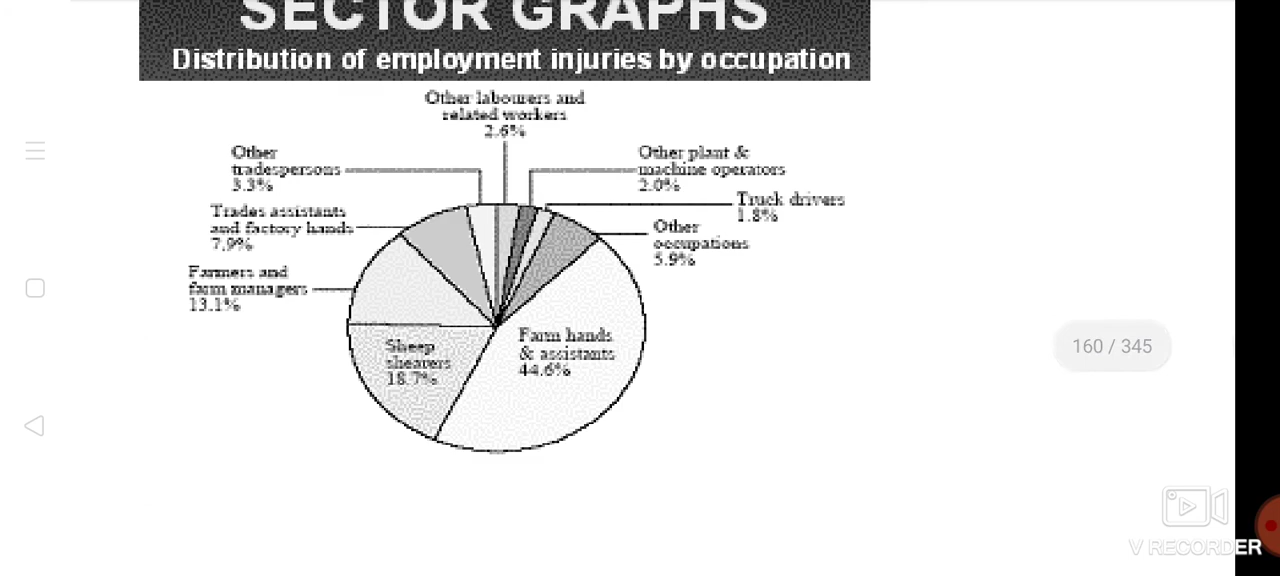 SECTOR GRAPHS
Distribution of employment injuries by occupation
Other labourers and
related workers
2.6%
Other
tradespersons
3.3%
Other plant &
machine operators
2.0%
Truck drivers
1.8%
Trades assistants
and factory hands
7.9%
Other
occupations
5.9%
Farmers and
farm managers
13.1%
Farm hands
& assistants
44.6%
Sheep
shearers
18.7%
160 / 345
V RECORDER